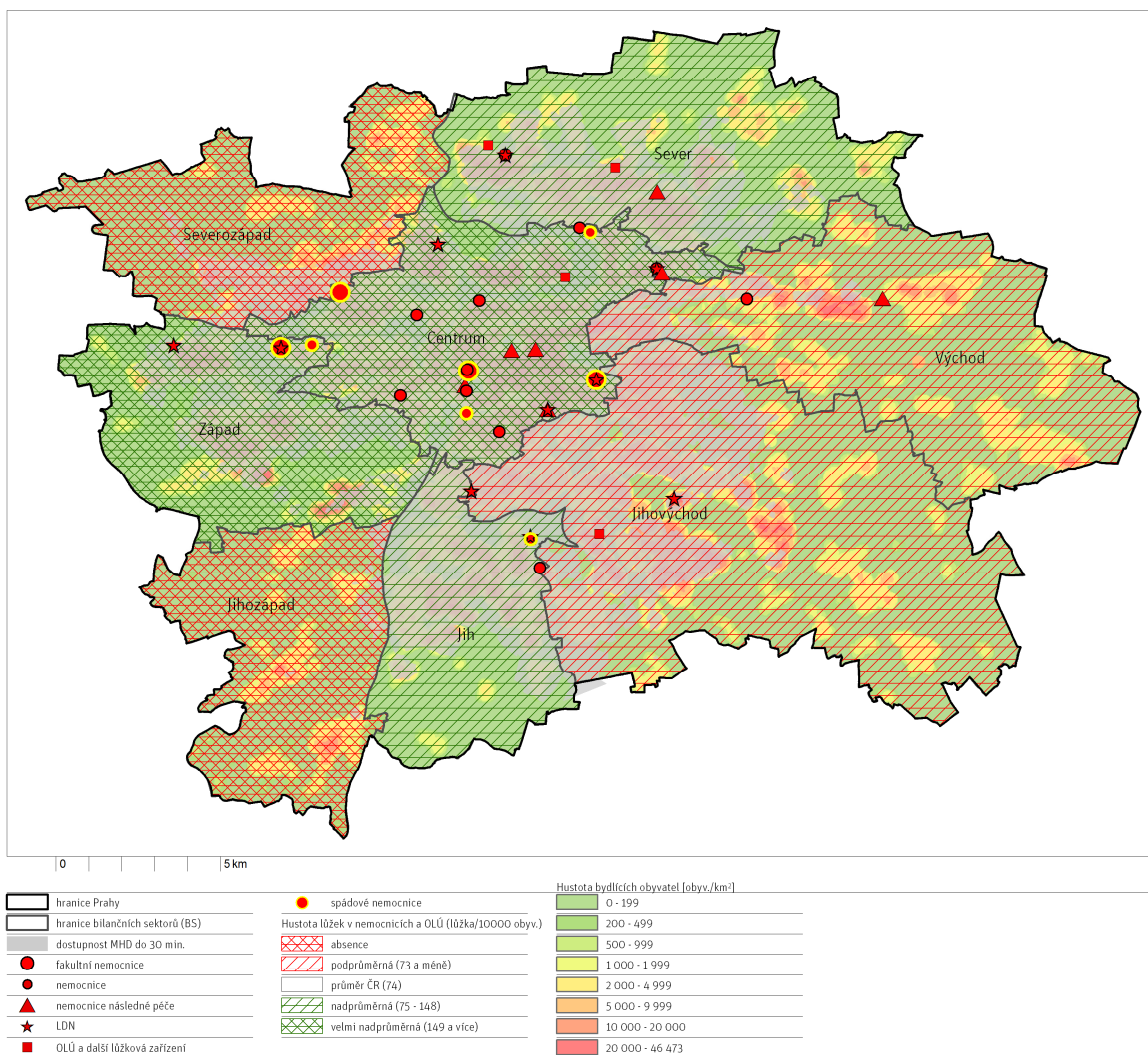 Sever
Severozápad
Centrum
Východ
Západ
Jihovýchod
Jihozápad
Jih
0 5 km
hranice Prahy
hranice bilančních sektorů (BS)
dostupnost MHD do 30 min.
fakultní nemocnice
nemocnice
nemocnice následné péče
LDN
OLÚ a další lůžková zařízení
spádové nemocnice
Hustota lůžek v nemocnicích a OLÚ (lůžka/10000 obyv.)
absence
podprůměrná (73 a méně)
průměr ČR (74)
nadprůměrná (75 - 148)
velmi nadprůměrná (149 a více)
Hustota bydlících obyvatel [obyv./km²]
0 - 199
200 - 499
500 - 999
1 000 - 1 999
2 000 - 4 999
5 000 - 9 999
10 000 - 20 000
20 000 - 46 473